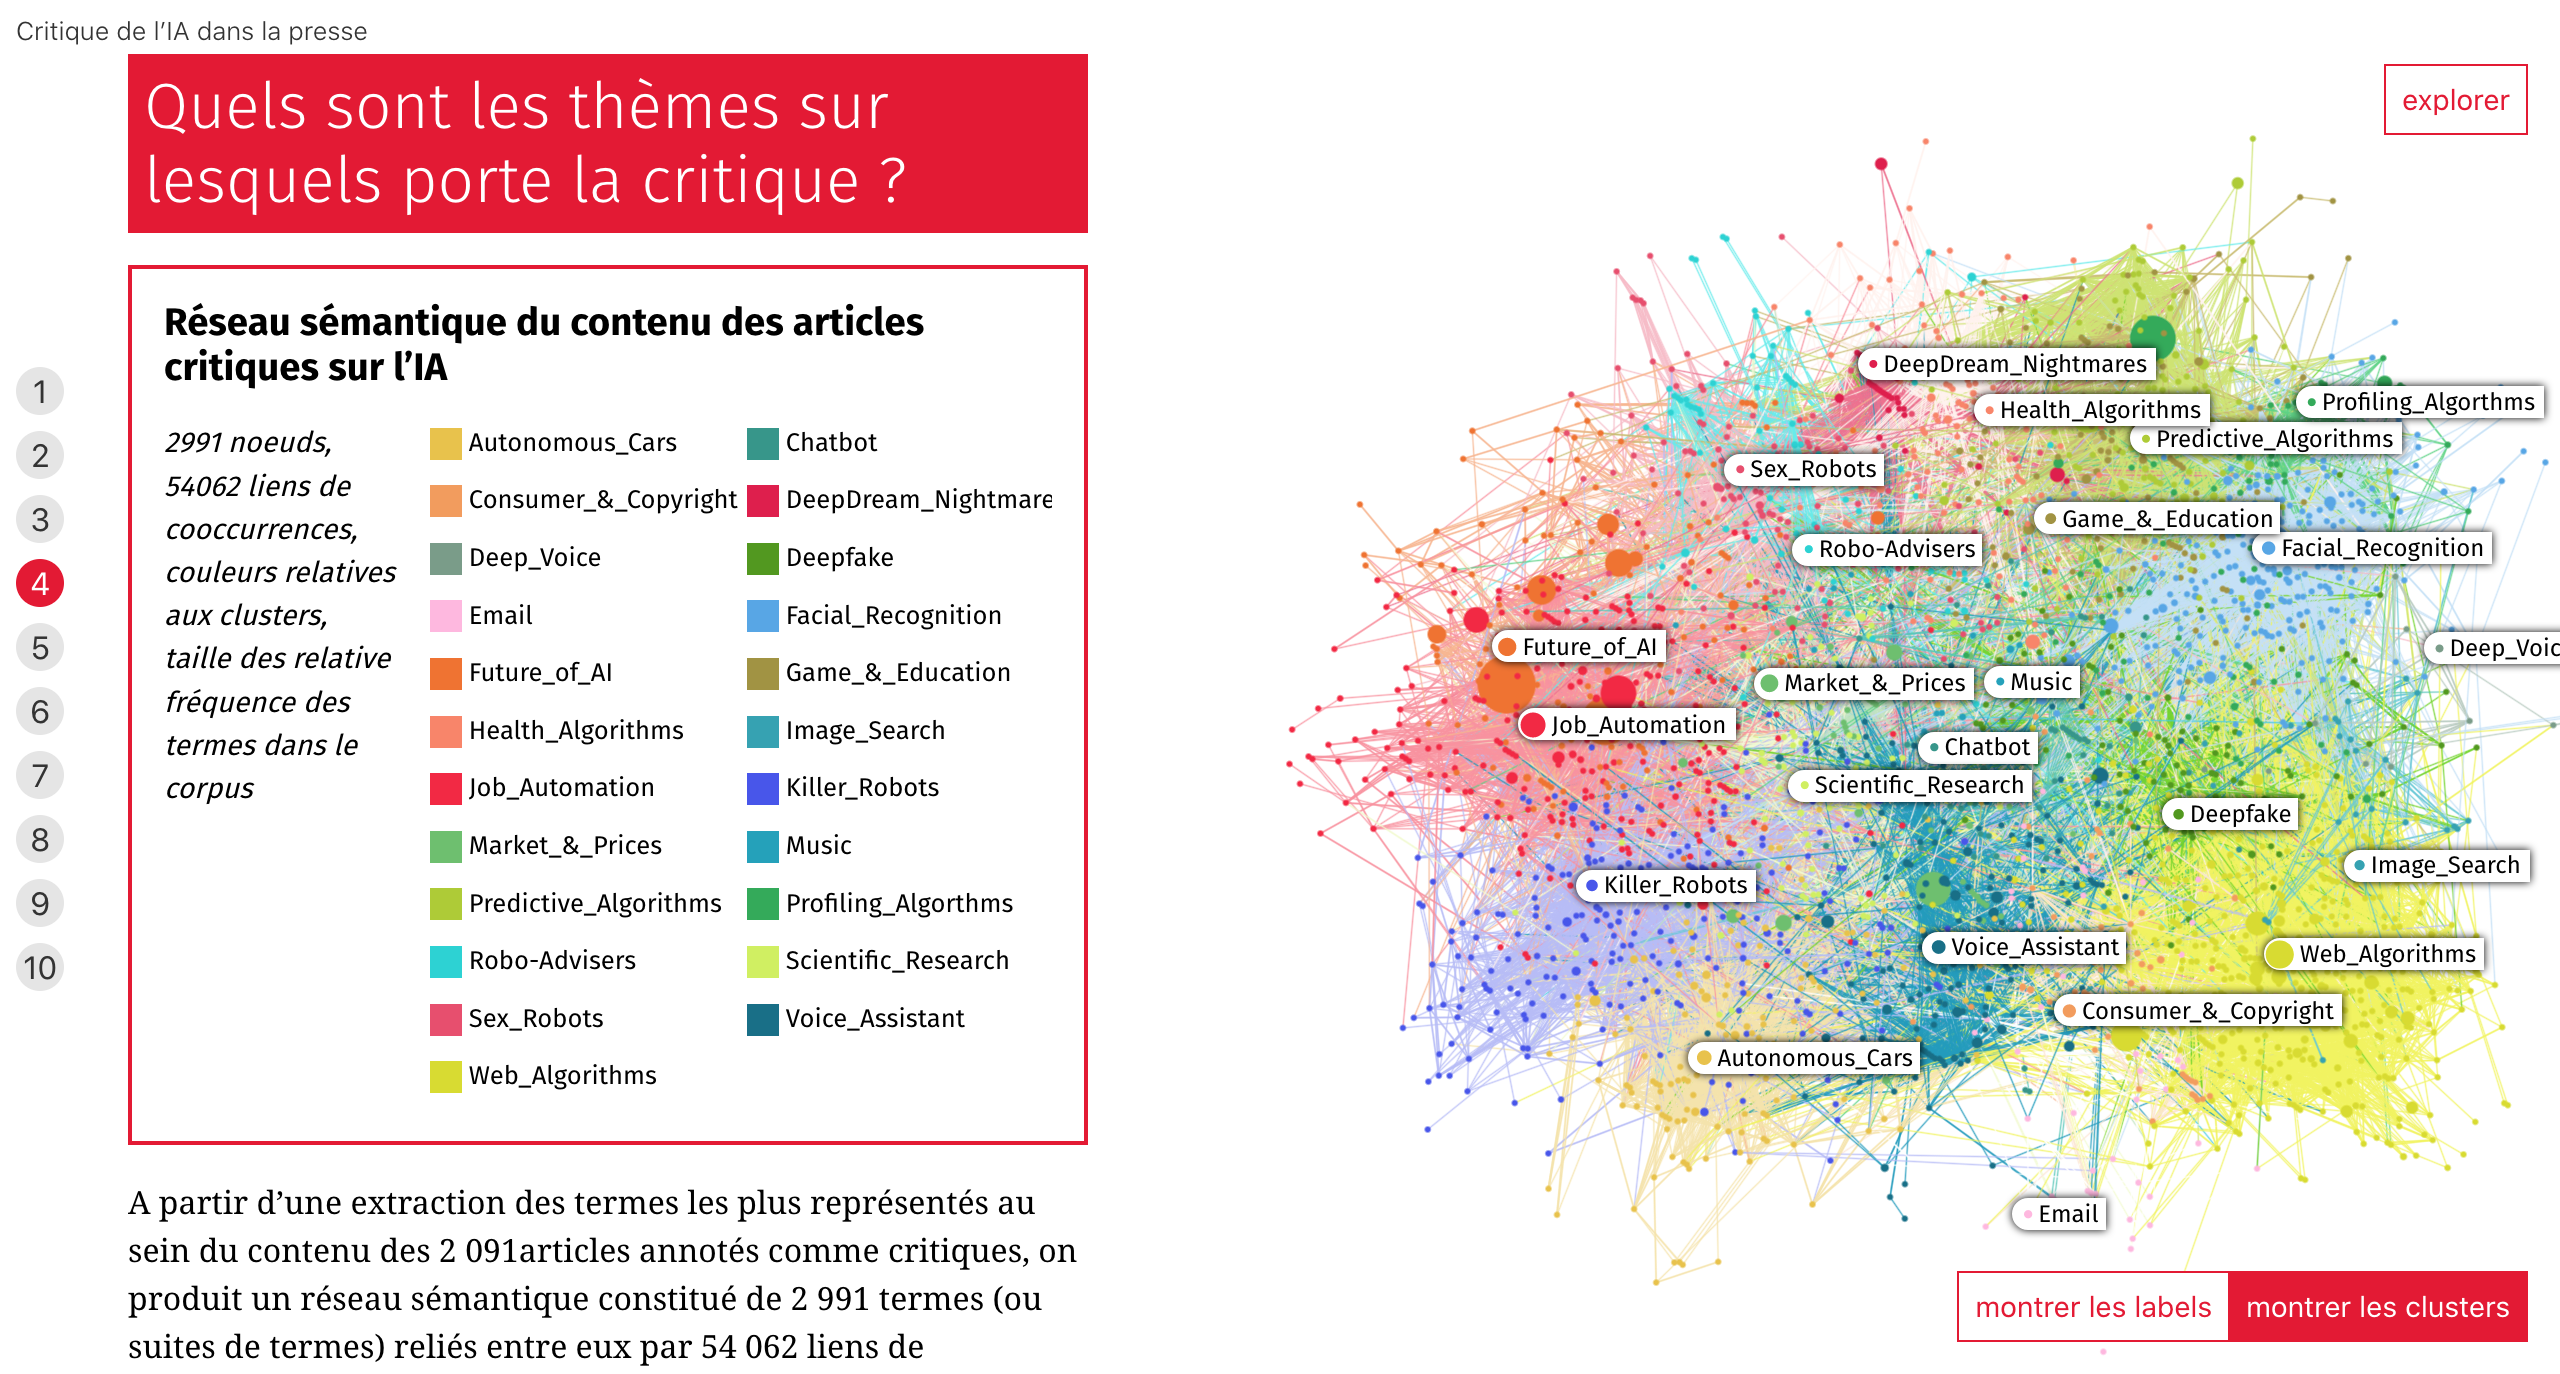 Critique de l'IA dans la presse
Quels sont les thèmes sur
lesquels porte la critique ?
explorer
Réseau sémantique du contenu des articles
critiques sur l'IA
2991 noeuds,
54062 liens de
cooccurrences,
couleurs relatives
aux clusters,
taille des relative
fréquence des
termes dans le
corpus
Autonomous_Cars
Consumer_&_Copyright
Deep_Voice
Email
Future_of_AI
Health_Algorithms
Job_Automation
Market_&_Prices
Predictive_Algorithms
Robo-Advisers
Sex_Robots
Web_Algorithms
Chatbot
DeepDream_Nightmare
Deepfake
Facial_Recognition
Game_&_Education
Image_Search
Killer_Robots
Music
Profiling_Algorthms
Scientific_Research
Voice_Assistant
1
2
3
4
5
6
7
8
9
10
A partir d'une extraction des termes les plus représentés au
sein du contenu des 2 091articles annotés comme critiques, on
produit un réseau sémantique constitué de 2 991 termes (ou
suites de termes) reliés entre eux par 54 062 liens de
DeepDream_Nightmares
Profiling_Algorthms
Health_Algorithms
Predictive_Algorithms
Sex_Robots
Game_&_Education
Robo-Advisers
Facial_Recognition
Future_of_AI
Deep_Voic
Market_&_Prices
Music
Job_Automation
Chatbot
Scientific_Research
Deepfake
Image_Search
Killer_Robots
Voice_Assistant
Web_Algorithms
Consumer_&_Copyright
Autonomous_Cars
Email
montrer les labels
montrer les clusters